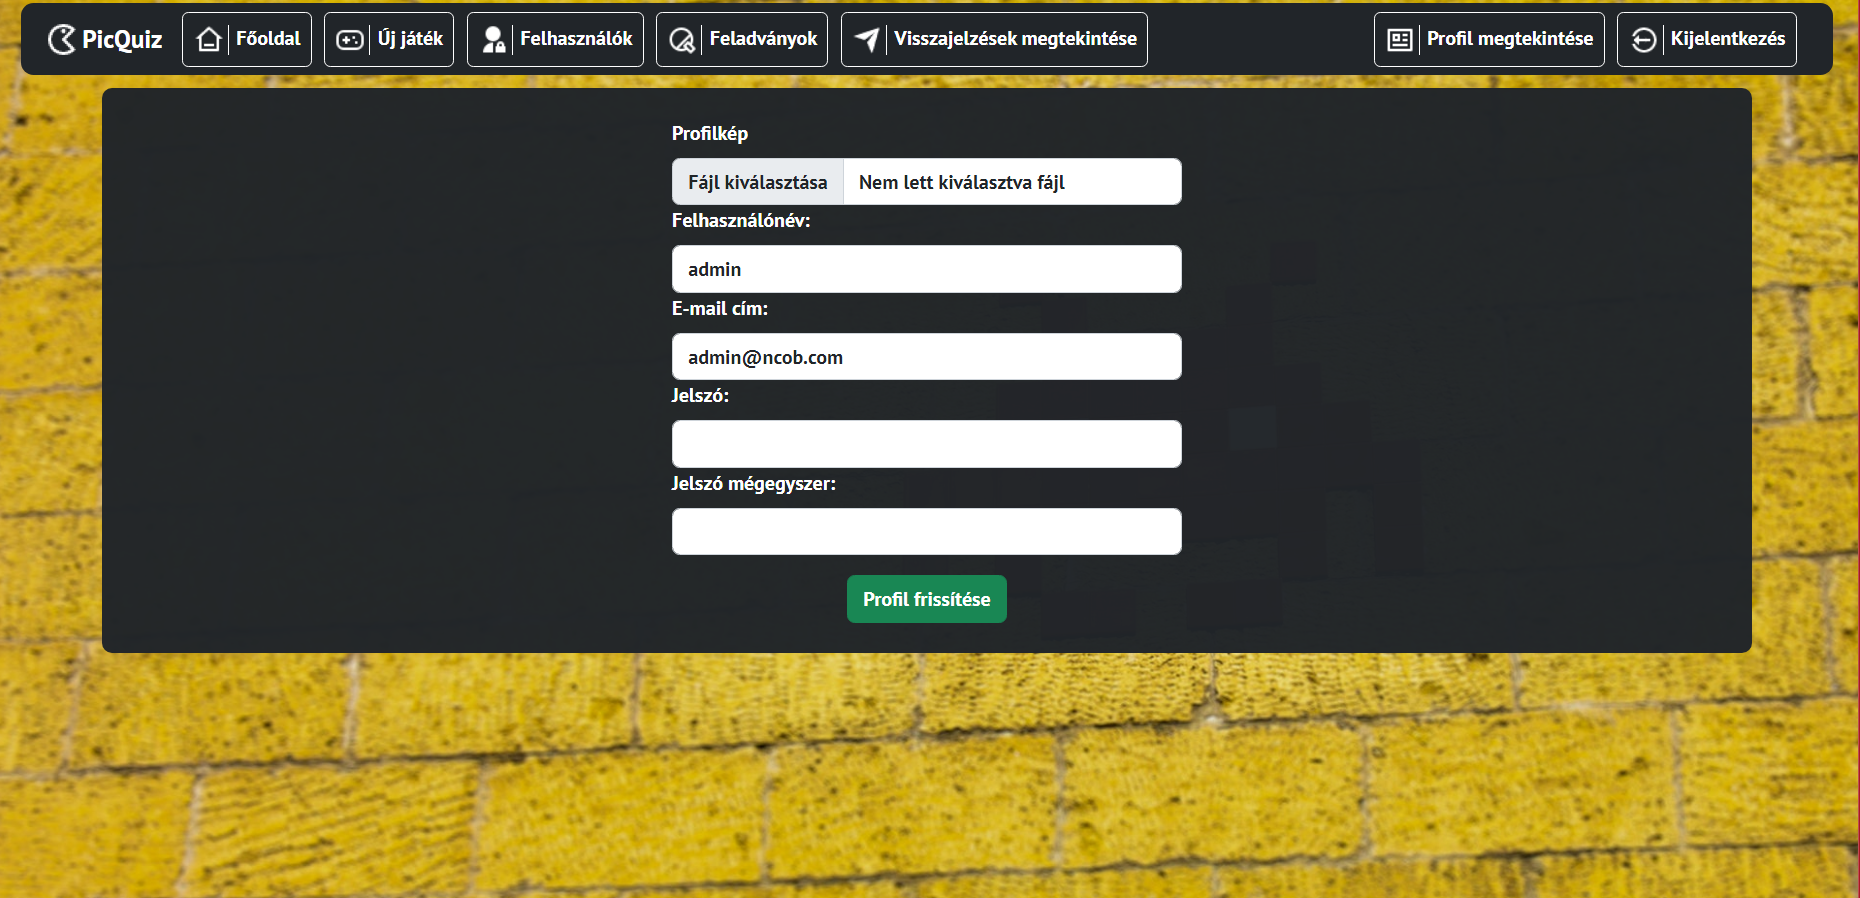 PicQuiz Főoldal Új játék Felhasználók Feladványok Visszajelzések megtekintése Profil megtekintése Kijelentkezés
Profilkép
Fájl kiválasztása Nem lett kiválasztva fájl
Felhasználónév:
admin
E-mail cím:
admin@ncob.com
Jelszó:
Jelszó mégegyszer:
Profil frissítése